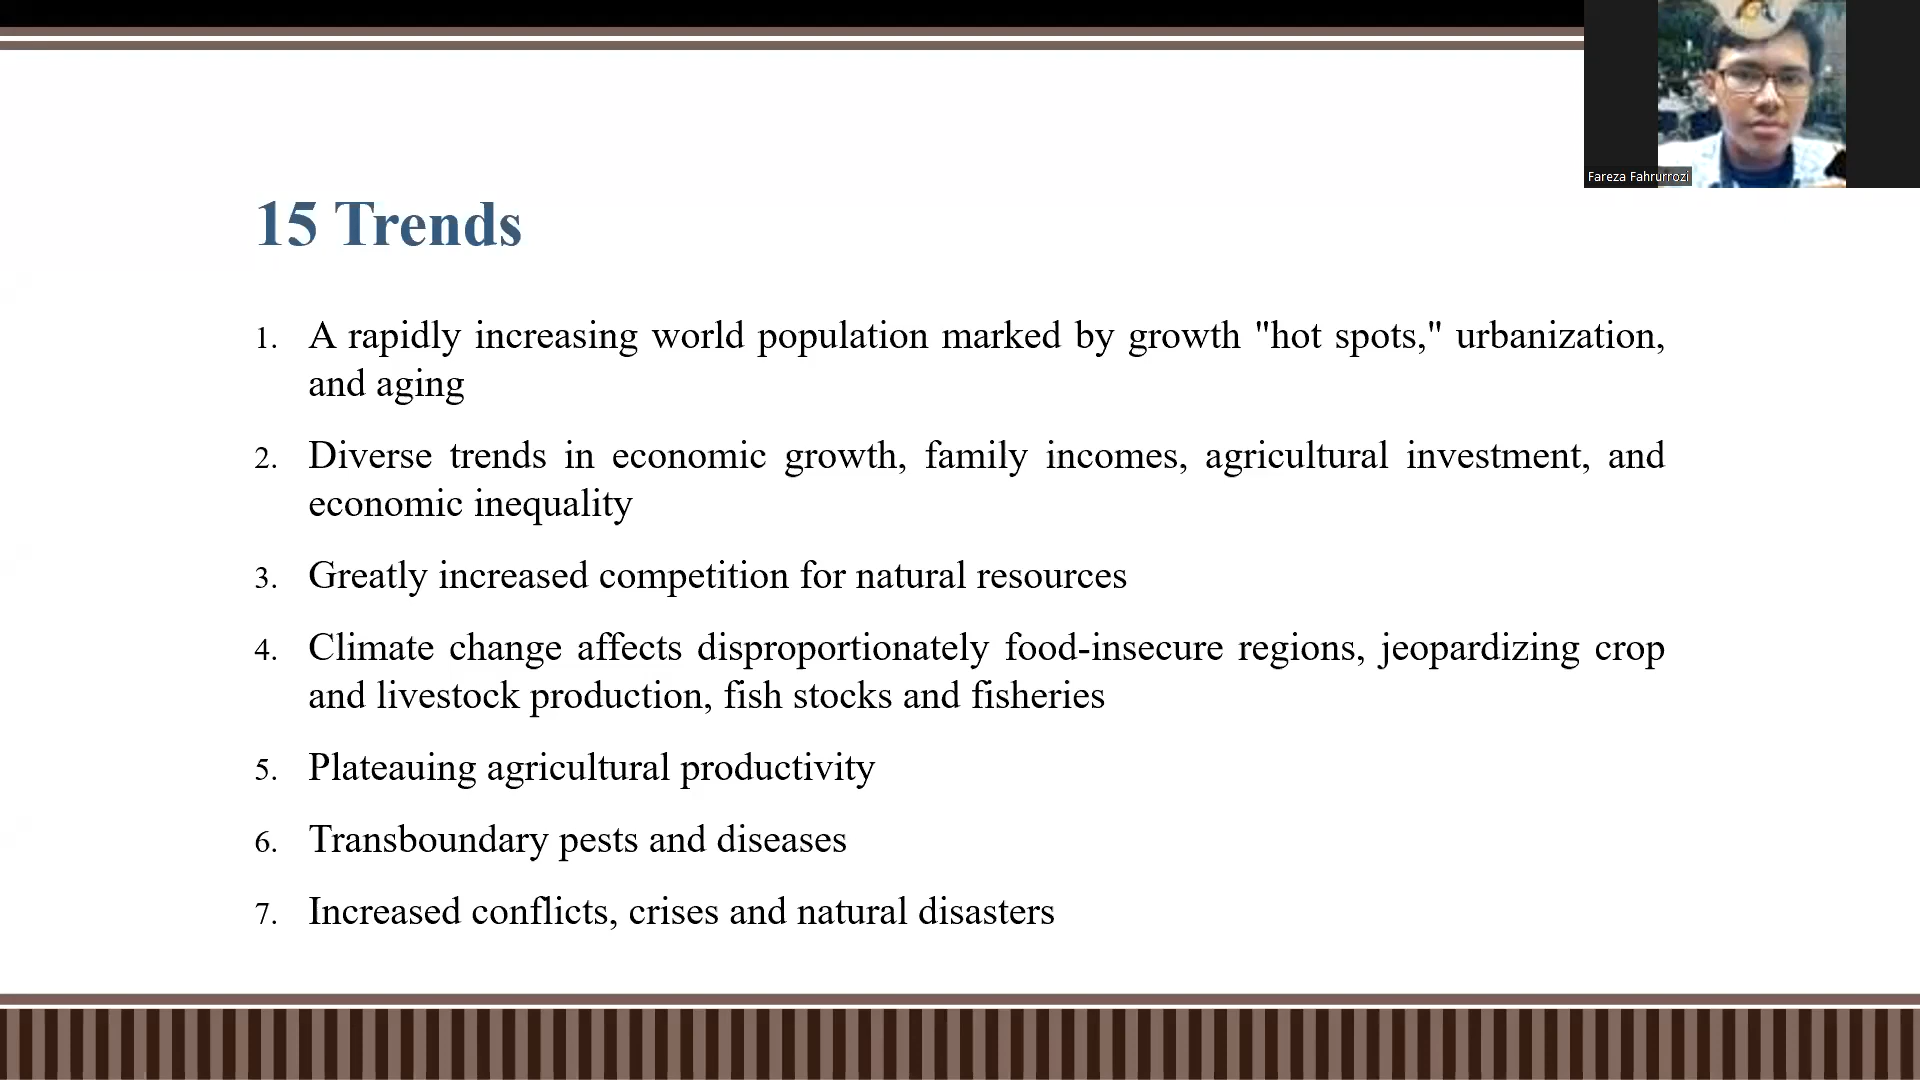 Fareza Fahrurrozi
15 Trends
1. A rapidly increasing world population marked by growth "hot spots," urbanization,
and aging
2. Diverse trends in economic growth, family incomes, agricultural investment, and
economic inequality
3. Greatly increased competition for natural resources
4. Climate change affects disproportionately food-insecure regions, jeopardizing crop
and livestock production, fish stocks and fisheries
5. Plateauing agricultural productivity
6. Transboundary pests and diseases
7. Increased conflicts, crises and natural disasters